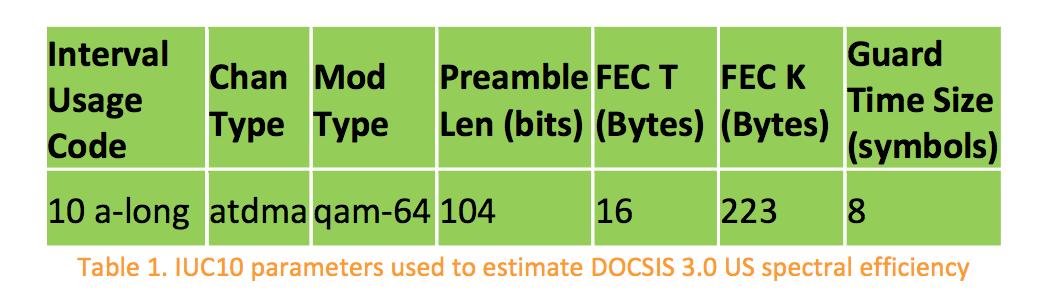 Interval Usage Code
Chan Type
Mod Type
Preamble Len (bits)
FEC T (Bytes)
FEC K (Bytes)
Guard Time Size (symbols)
10 a-long
atdma
qam-64
104
16
223
8
Table 1. IUC10 parameters used to estimate DOCSIS 3.0 US spectral efficiency